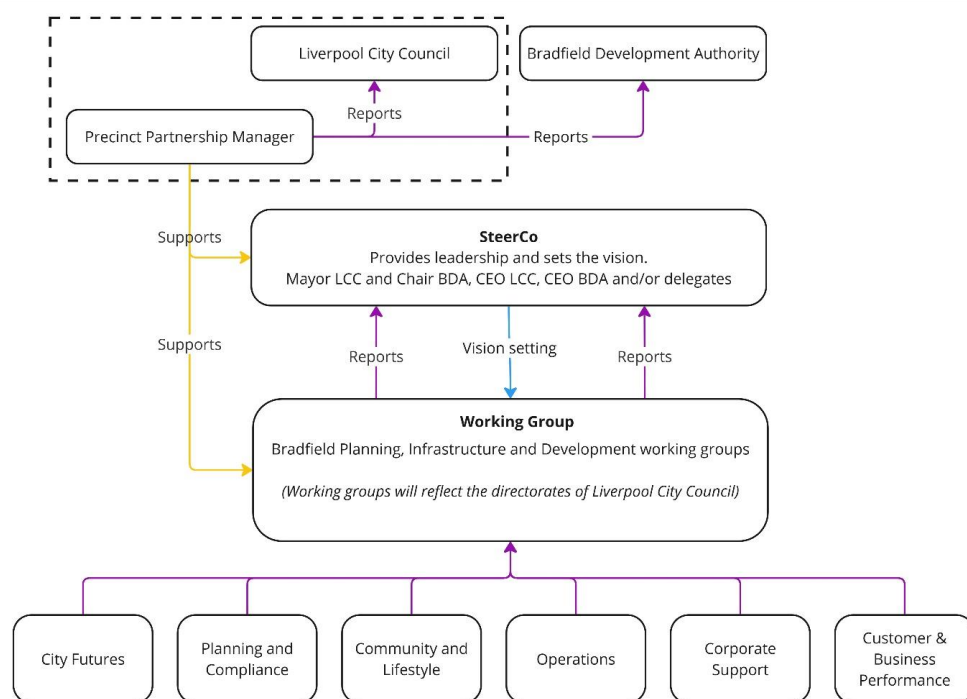 Liverpool City Council
Bradfield Development Authority
Reports
Precinct Partnership Manager
Reports
Supports
SteerCo
Provides leadership and sets the vision.
Mayor LCC and Chair BDA, CEO LCC, CEO BDA and/or delegates
Supports
Reports
Vision setting
Reports
Working Group
Bradfield Planning, Infrastructure and Development working groups
(Working groups will reflect the directorates of Liverpool City Council)
City Futures
Planning and
Compliance
Community and
Lifestyle
Operations
Corporate
Support
Customer &
Business
Performance